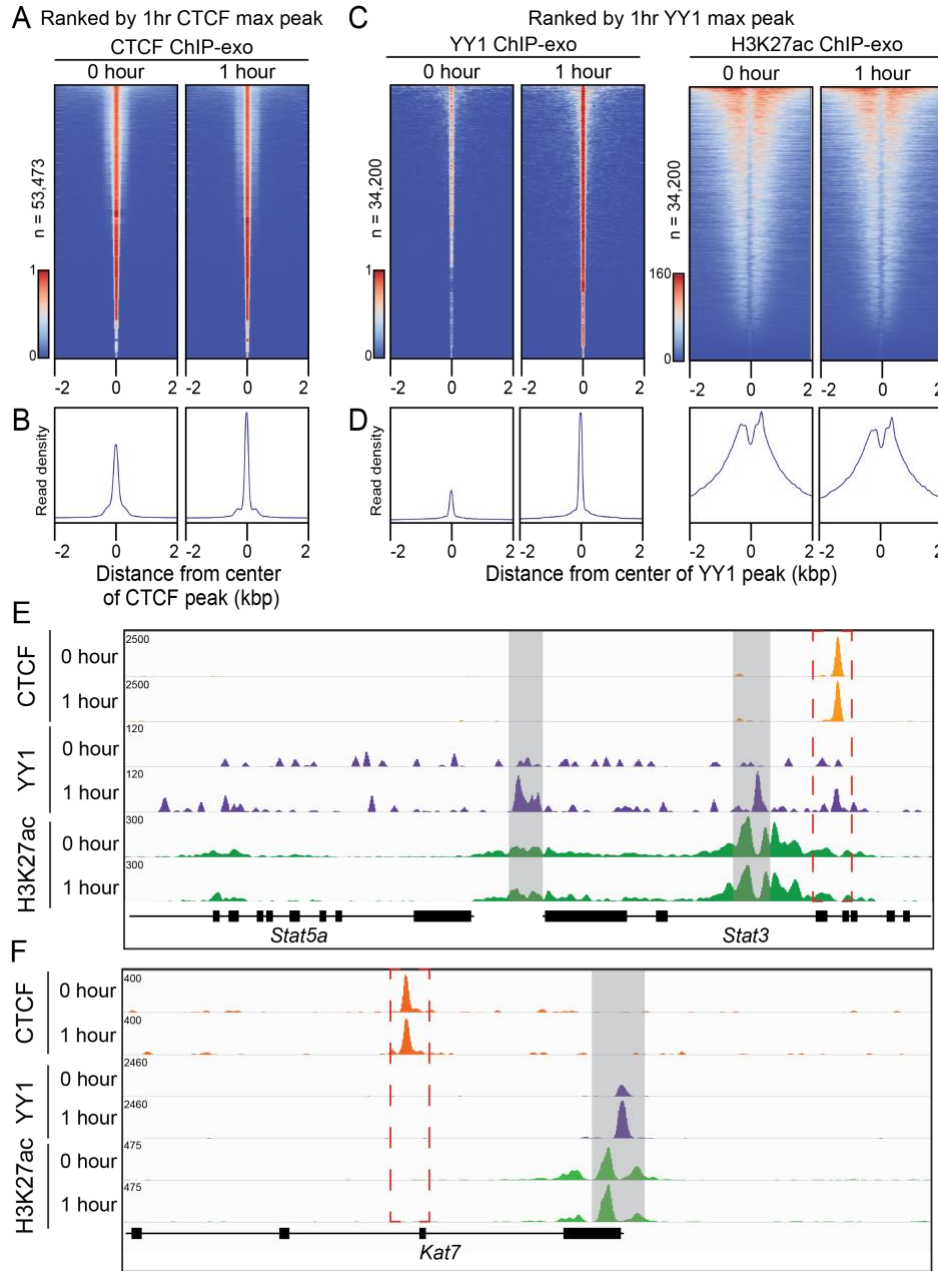 A Ranked by 1hr CTCF max peak
CTCF ChIP-exo
0 hour 1 hour
n = 53,473
1
0
-2 0 2 -2 0 2
B
Read density
-2 0 2 -2 0 2
Distance from center
of CTCF peak (kbp)
C Ranked by 1hr YY1 max peak
YY1 ChIP-exo H3K27ac ChIP-exo
0 hour 1 hour 0 hour 1 hour
n = 34,200
1
0
n = 34,200
160
0
-2 0 2 -2 0 2 -2 0 2 -2 0 2
D
Read density
-2 0 2 -2 0 2 -2 0 2 -2 0 2
Distance from center of YY1 peak (kbp)
E
CTCF
0 hour 2500
1 hour 2500
YY1
0 hour 120
1 hour 120
H3K27ac
0 hour 300
1 hour 300
Stat5a Stat3
F
CTCF
0 hour 400
1 hour 400
YY1
0 hour 2460
1 hour 2460
H3K27ac
0 hour 475
1 hour 475
Kat7